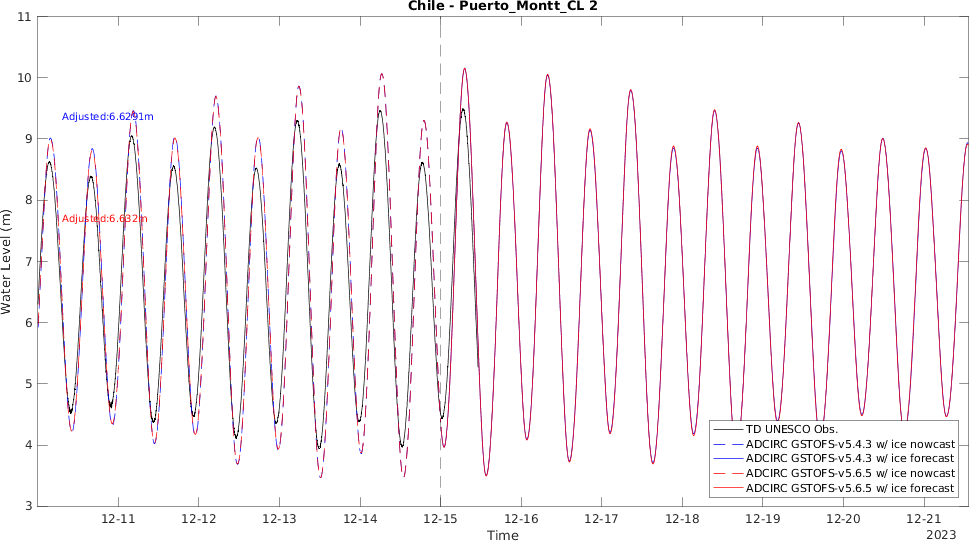 Chile - Puerto_Montt_CL 2
11
10
9
8
7
6
5
4
3
Water Level (m)
Adjusted:6.6291m
Adjusted:6.632m
TD UNESCO Obs.
ADCIRC GSTOFS-v5.4.3 w/ ice nowcast
ADCIRC GSTOFS-v5.4.3 w/ ice forecast
ADCIRC GSTOFS-v5.6.5 w/ ice nowcast
ADCIRC GSTOFS-v5.6.5 w/ ice forecast
12-11 12-12 12-13 12-14 12-15 12-16 12-17 12-18 12-19 12-20 12-21
Time
2023